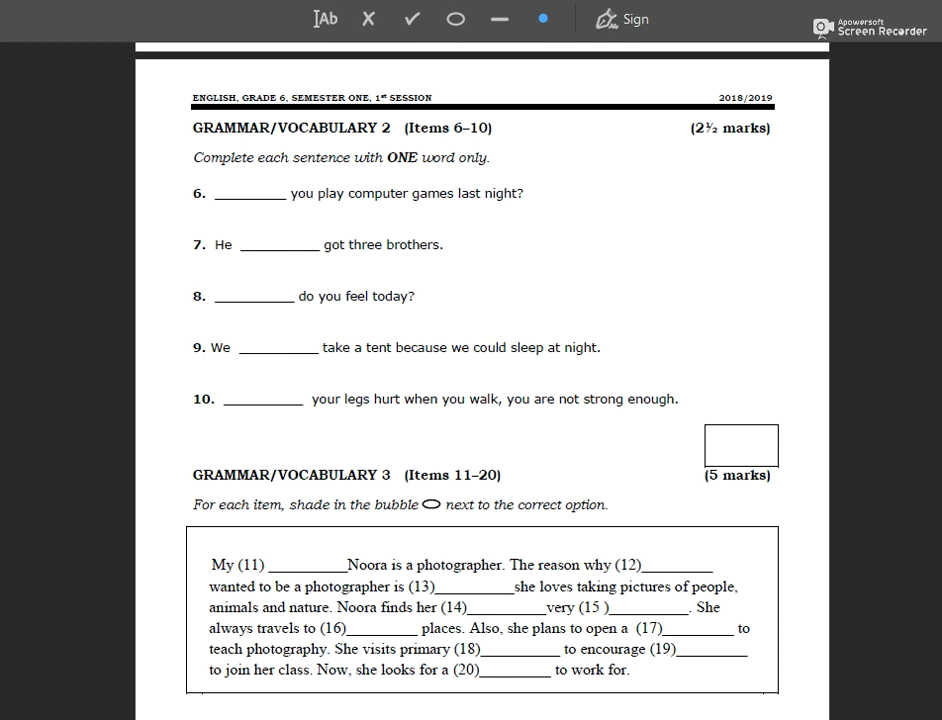 Ab
Sign
Apowersoft
Screen Recorder
ENGLISH, GRADE 6, SEMESTER ONE, 1st SESSION 2018/2019
GRAMMAR/VOCABULARY 2 (Items 6–10) (2½ marks)
Complete each sentence with ONE word only.
6. _________ you play computer games last night?
7. He __________ got three brothers.
8. __________ do you feel today?
9. We __________ take a tent because we could sleep at night.
10. __________ your legs hurt when you walk, you are not strong enough.
GRAMMAR/VOCABULARY 3 (Items 11–20) (5 marks)
For each item, shade in the bubble next to the correct option.
My (11) __________Noora is a photographer. The reason why (12)_________
wanted to be a photographer is (13)__________she loves taking pictures of people,
animals and nature. Noora finds her (14)__________very (15 )__________. She
always travels to (16)_________ places. Also, she plans to open a (17)_________ to
teach photography. She visits primary (18)__________ to encourage (19)_________
to join her class. Now, she looks for a (20)_________ to work for.